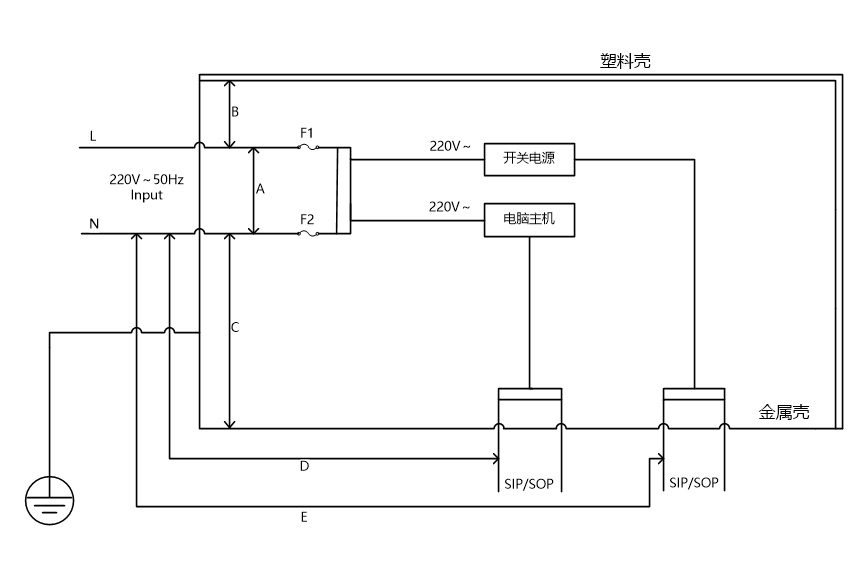 塑料壳
B
L
F1
220V～
开关电源
220V～50Hz
Input
A
220V～
N
F2
电脑主机
C
金属壳
D
SIP/SOP
SIP/SOP
E